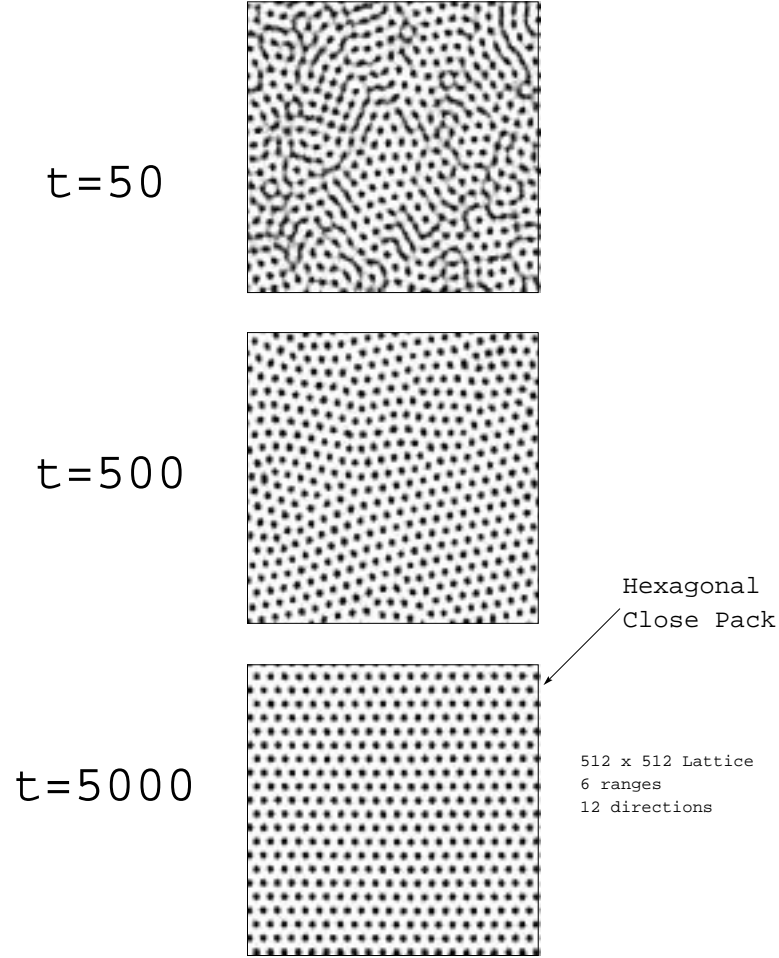 t=50
t=500
Hexagonal
Close Pack
t=5000
512 x 512 Lattice
6 ranges
12 directions